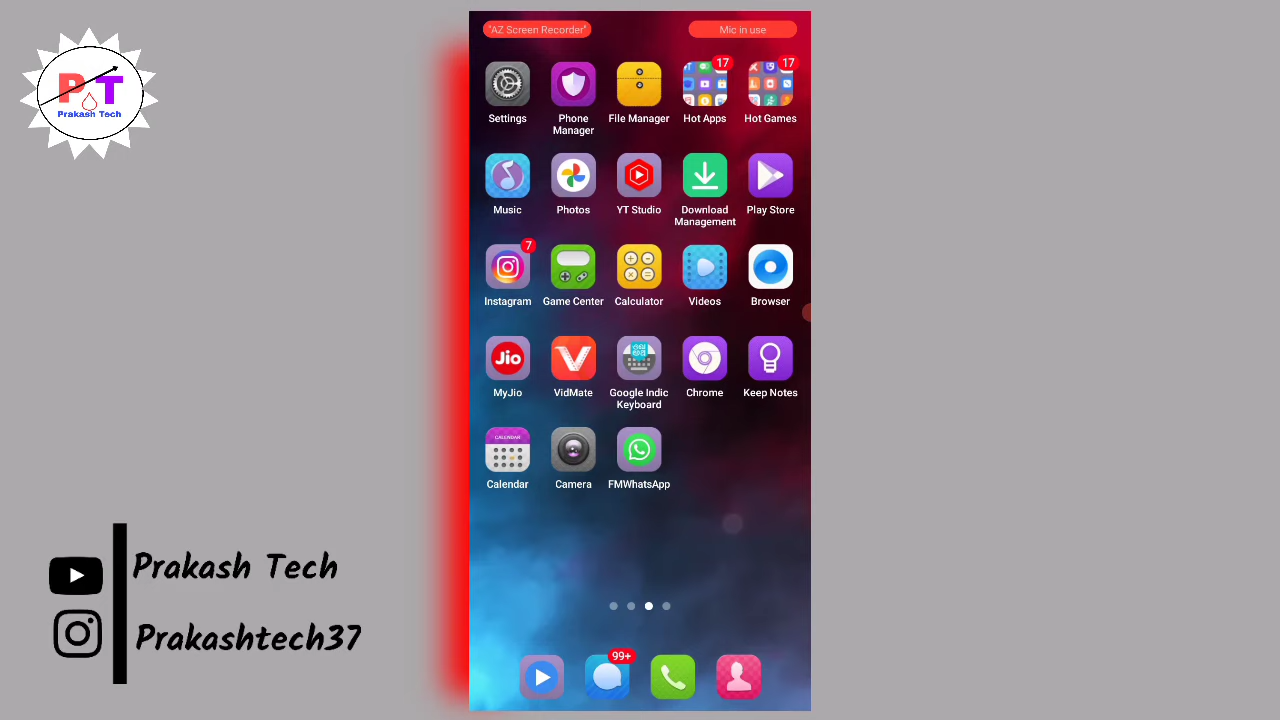 P T
Prakash Tech
"AZ Screen Recorder"
Mic in use
17
17
Settings
Phone
Manager
File Manager
Hot Apps
Hot Games
Music
Photos
YT Studio
Download
Management
Play Store
7
Instagram
Game Center
Calculator
Videos
Browser
Jio
MyJio
VidMate
Google Indic
Keyboard
Chrome
Keep Notes
CALENDAR
Calendar
Camera
FMWhatsApp
99+
Prakash Tech
Prakashtech37